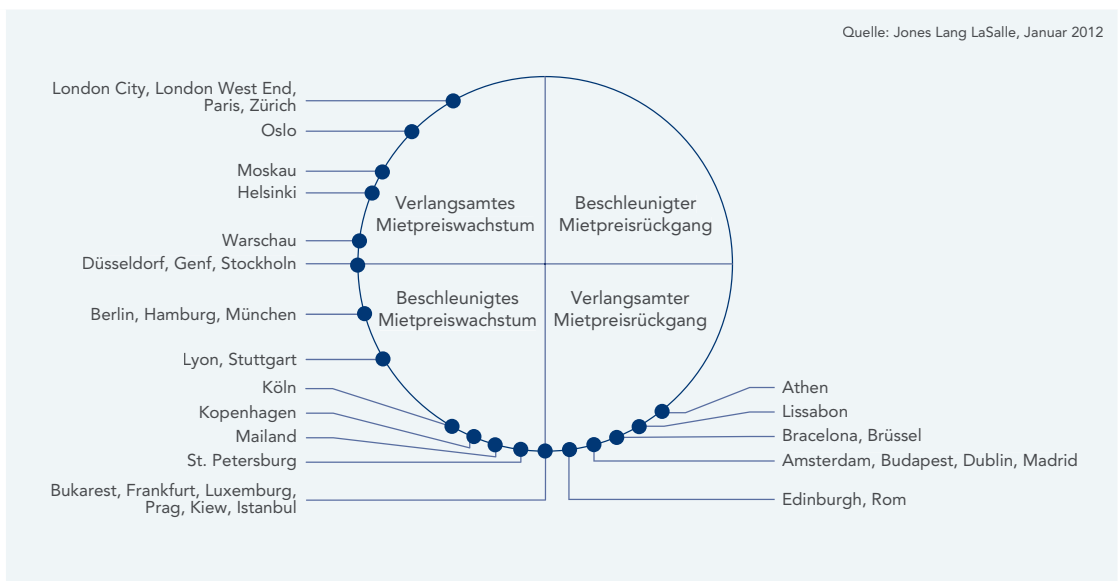 Quelle: Jones Lang LaSalle, Januar 2012
London City, London West End,
Paris, Zürich
Oslo
Moskau
Helsinki
Warschau
Düsseldorf, Genf, Stockholn
Berlin, Hamburg, München
Lyon, Stuttgart
Köln
Kopenhagen
Mailand
St. Petersburg
Bukarest, Frankfurt, Luxemburg,
Prag, Kiew, Istanbul
Verlangsamtes
Mietpreiswachstum
Beschleunigter
Mietpreisrückgang
Beschleunigtes
Mietpreiswachstum
Verlangsamter
Mietpreisrückgang
Athen
Lissabon
Bracelona, Brüssel
Amsterdam, Budapest, Dublin, Madrid
Edinburgh, Rom